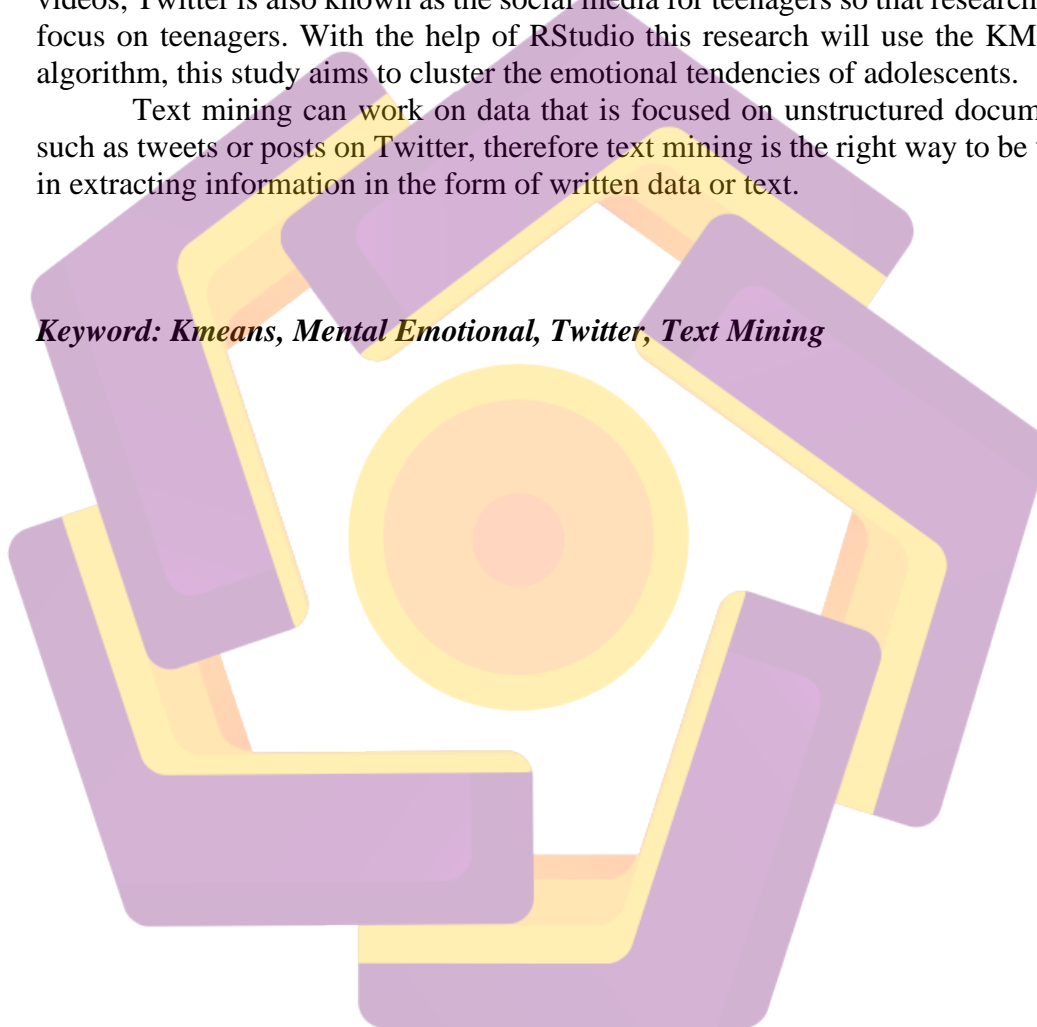 videos, Twitter is also known as the social media for teenagers so that research
focus on teenagers. With the help of RStudio this research will use the KM
algorithm, this study aims to cluster the emotional tendencies of adolescents.
Text mining can work on data that is focused on unstructured docum
such as tweets or posts on Twitter, therefore text mining is the right way to be
in extracting information in the form of written data or text.
Keyword: Kmeans, Mental Emotional, Twitter, Text Mining